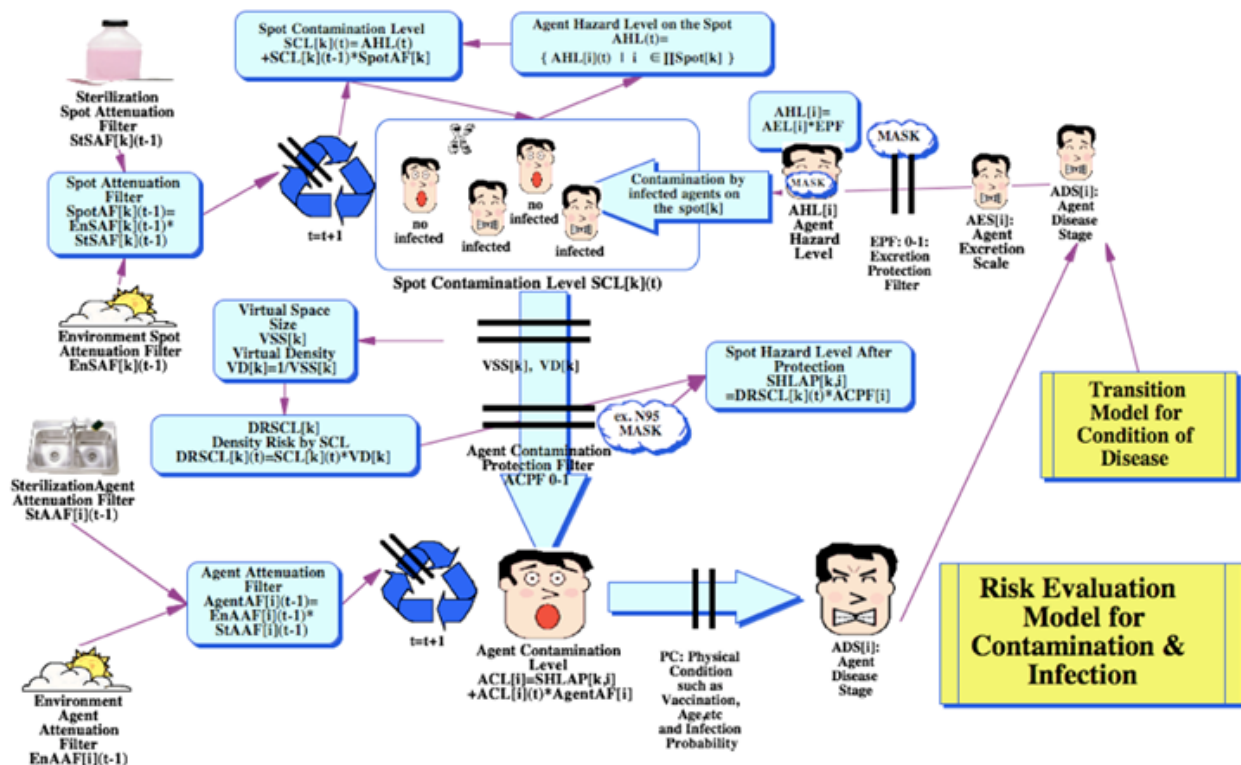 Spot Contamination Level
SCL[k](t)=AHL(t)
+SCL[k](t-1)*SpotAF[k]
Agent Hazard Level on the Spot
AHL(t)=
{ AHL[i](t) | i ∈∏Spot[k] }
Sterilization
Spot Attenuation
Filter
StSAF[k](t-1)
Spot Attenuation
Filter
SpotAF[k](t-1)=
EnSAF[k](t-1)*
StSAF[k](t-1)
t=t+1
Environment Spot
Attenuation Filter
EnSAF[k](t-1)
no
infected
infected
no
infected
infected
Spot Contamination Level SCL[k](t)
Contamination by
infected agents on
the spot[k]
AHL[i]=
AEL[i]*EPF
MASK
AHL[i]
Agent
Hazard
Level
MASK
EPF: 0-1:
Excretion
Protection
Filter
AES[i]:
Agent
Excretion
Scale
ADS[i]:
Agent
Disease
Stage
Virtual Space
Size
VSS[k]
Virtual Density
VD[k]=1/VSS[k]
VSS[k], VD[k]
Spot Hazard Level After
Protection
SHLAP[k,i]
=DRSCL[k](t)*ACPF[i]
DRSCL[k]
Density Risk by SCL
DRSCL[k](t)=SCL[k](t)*VD[k]
ex. N95
MASK
Agent Contamination
Protection Filter
ACPF 0-1
Transition
Model for
Condition of
Disease
SterilizationAgent
Attenuation Filter
StAAF[i](t-1)
Agent Attenuation
Filter
AgentAF[i](t-1)=
EnAAF[i](t-1)*
StAAF[i](t-1)
t=t+1
Environment
Agent
Attenuation
Filter
EnAAF[i](t-1)
Agent Contamination
Level
ACL[i]=SHLAP[k,i]
+ACL[i](t)*AgentAF[i]
PC: Physical
Condition
such as
Vaccination,
Age,etc
and Infection
Probability
ADS[i]:
Agent
Disease
Stage
Risk Evaluation
Model for
Contamination &
Infection